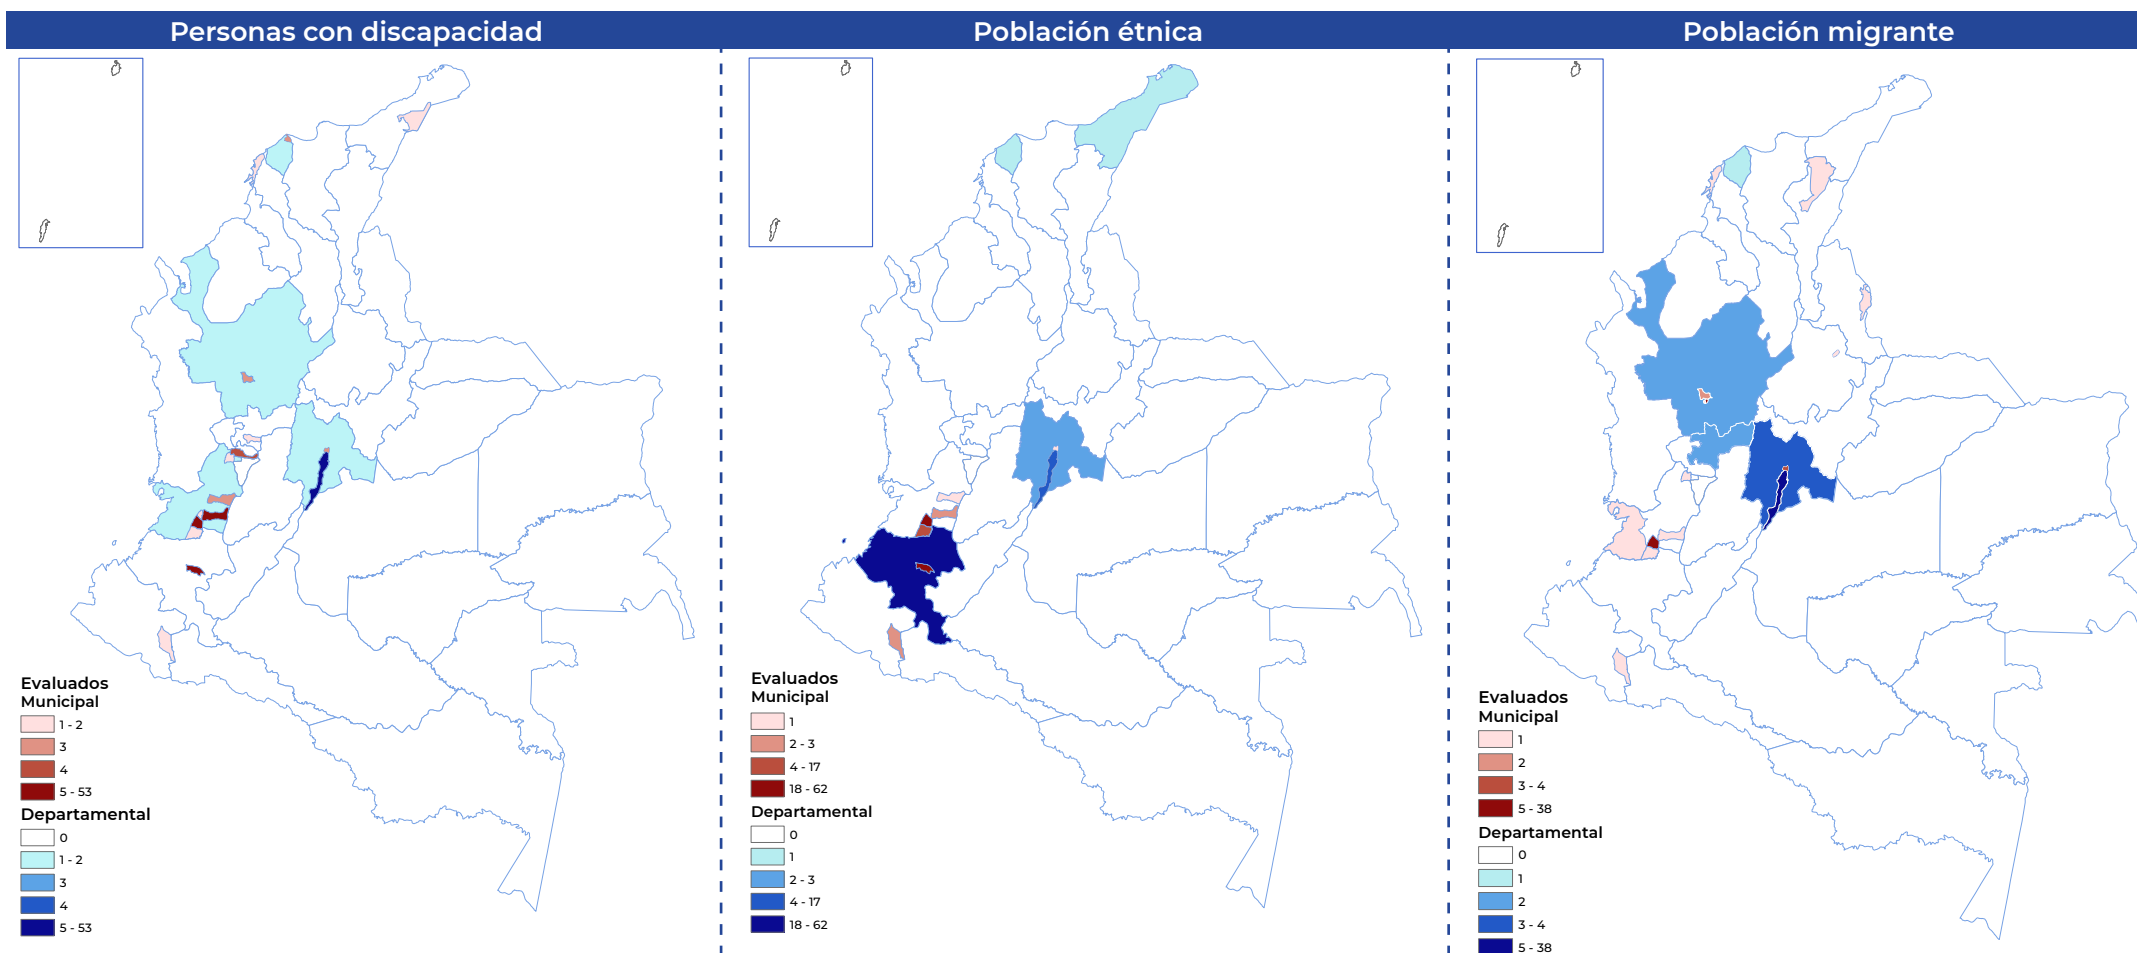 Personas con discapacidad
Población étnica
Población migrante
Evaluados
Municipal
1 - 2
3
4
5 - 53
Departamental
0
1 - 2
3
4
5 - 53
Evaluados
Municipal
1
2 - 3
4 - 17
18 - 62
Departamental
0
1
2 - 3
4 - 17
18 - 62
Evaluados
Municipal
1
2
3 - 4
5 - 38
Departamental
0
1
2
3 - 4
5 - 38